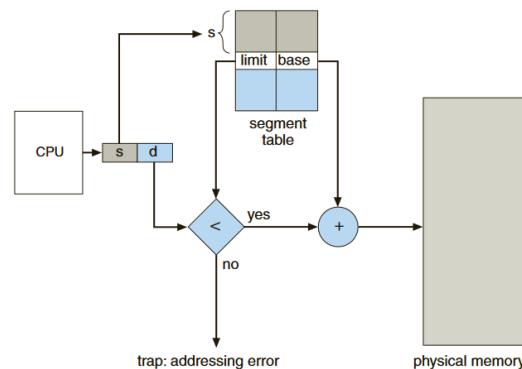 s
limit base
segment
table
CPU
s d
<
yes
+
no
trap: addressing error
physical memory